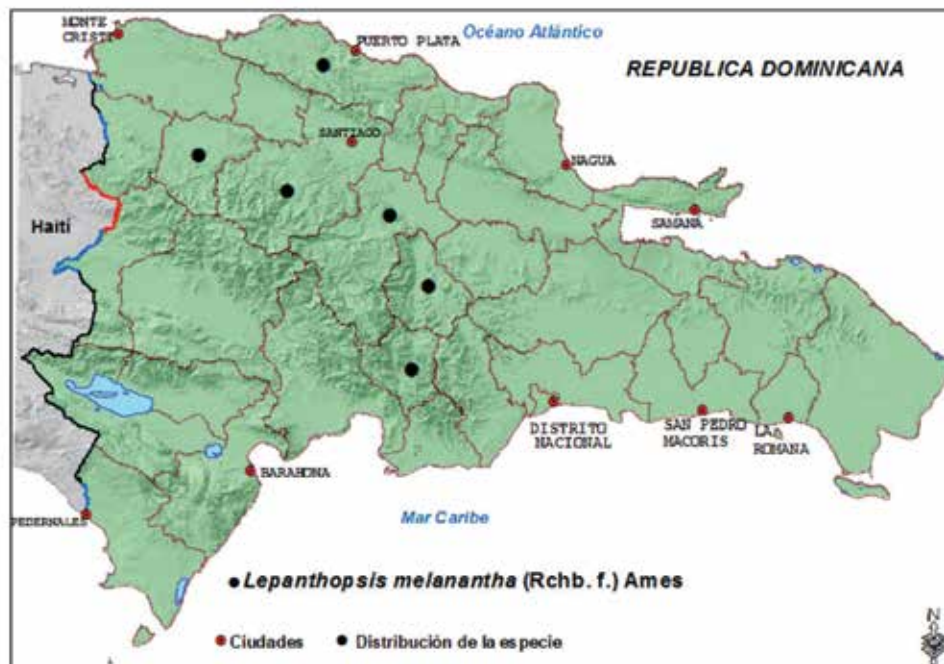 MONTE
CRISTI
PUERTO PLATA
Océano Atlántico
REPUBLICA DOMINICANA
SANTIAGO
NAGUA
SAMANA
Haití
DISTRITO
NACIONAL
SAN PEDRO
MACORIS
LA
ROMANA
BARAHONA
PEDERNALES
Mar Caribe
Lepanthopsis melanantha (Rchb. f.) Ames
Ciudades
Distribución de la especie
N